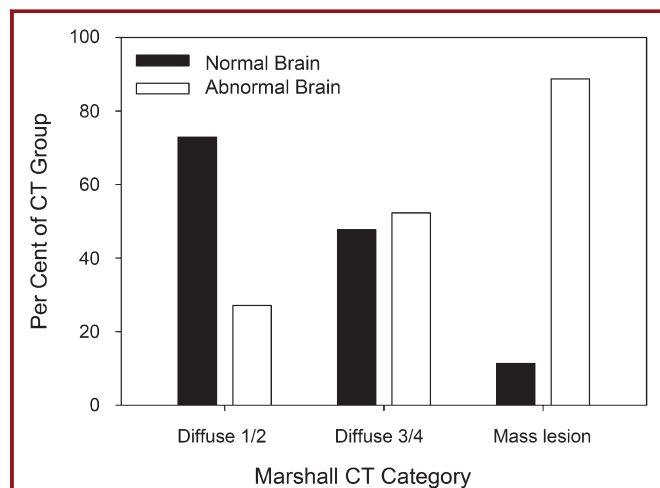 100
80
60
40
20
0
Per Cent of CT Group
Normal Brain
Abnormal Brain
Diffuse 1/2
Diffuse 3/4
Mass lesion
Marshall CT Category